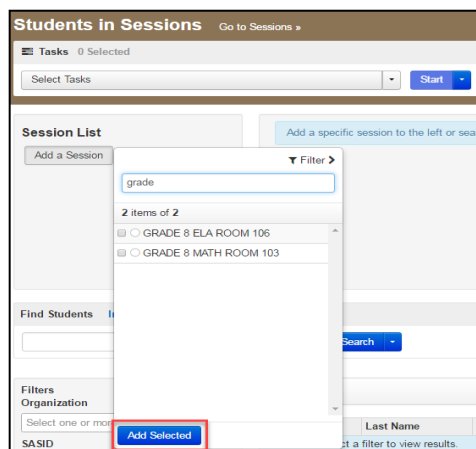 Students in Sessions Go to Sessions »
Tasks 0 Selected
Select Tasks
Start
Session List
Add a specific session to the left or sea
Add a Session
Filter
grade
2 items of 2
GRADE 8 ELA ROOM 106
GRADE 8 MATH ROOM 103
Find Students
Search
Filters
Organization
Select one or mor
Add Selected
Last Name
SASID
ct a filter to view results.